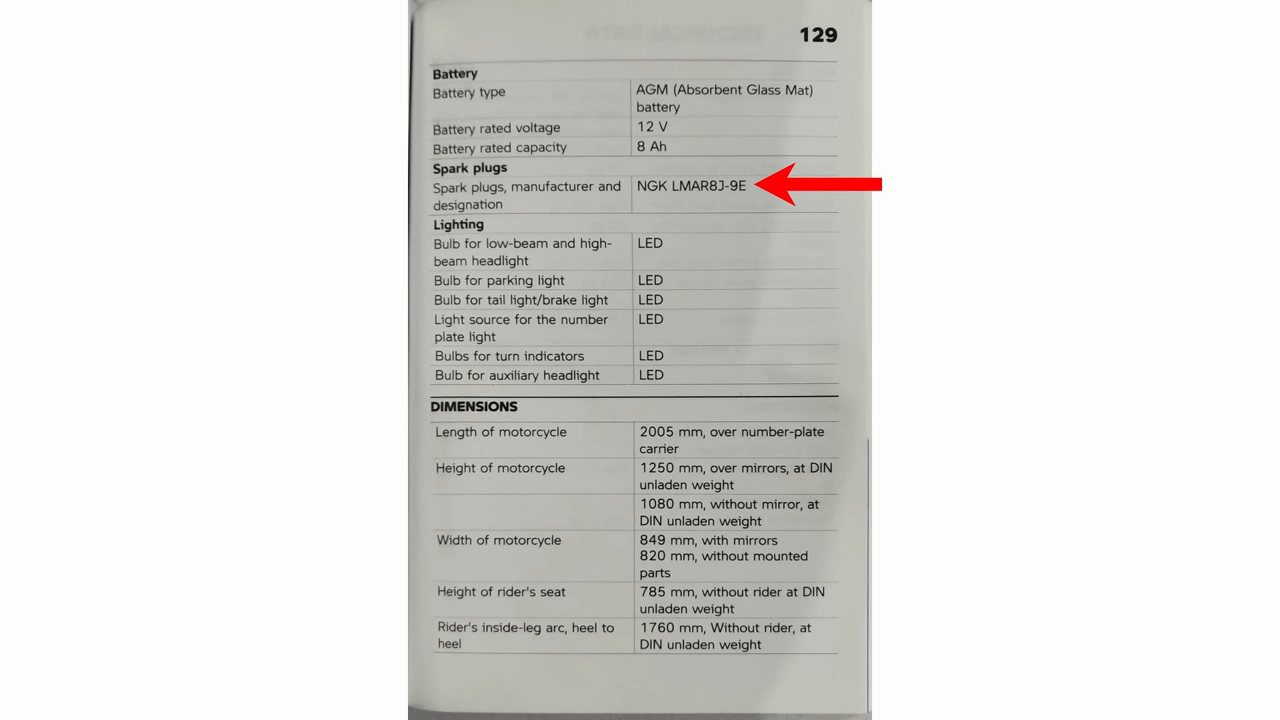 129
Battery
Battery type
AGM (Absorbent Glass Mat)
battery
Battery rated voltage
12 V
Battery rated capacity
8 Ah
Spark plugs
Spark plugs, manufacturer and
designation
NGK LMAR8J-9E
Lighting
Bulb for low-beam and high-
beam headlight
LED
Bulb for parking light
LED
Bulb for tail light/brake light
LED
Light source for the number
plate light
LED
Bulbs for turn indicators
LED
Bulb for auxiliary headlight
LED
DIMENSIONS
Length of motorcycle
2005 mm, over number-plate
carrier
Height of motorcycle
1250 mm, over mirrors, at DIN
unladen weight
1080 mm, without mirror, at
DIN unladen weight
Width of motorcycle
849 mm, with mirrors
820 mm, without mounted
parts
Height of rider's seat
785 mm, without rider at DIN
unladen weight
Rider's inside-leg arc, heel to
heel
1760 mm, Without rider, at
DIN unladen weight